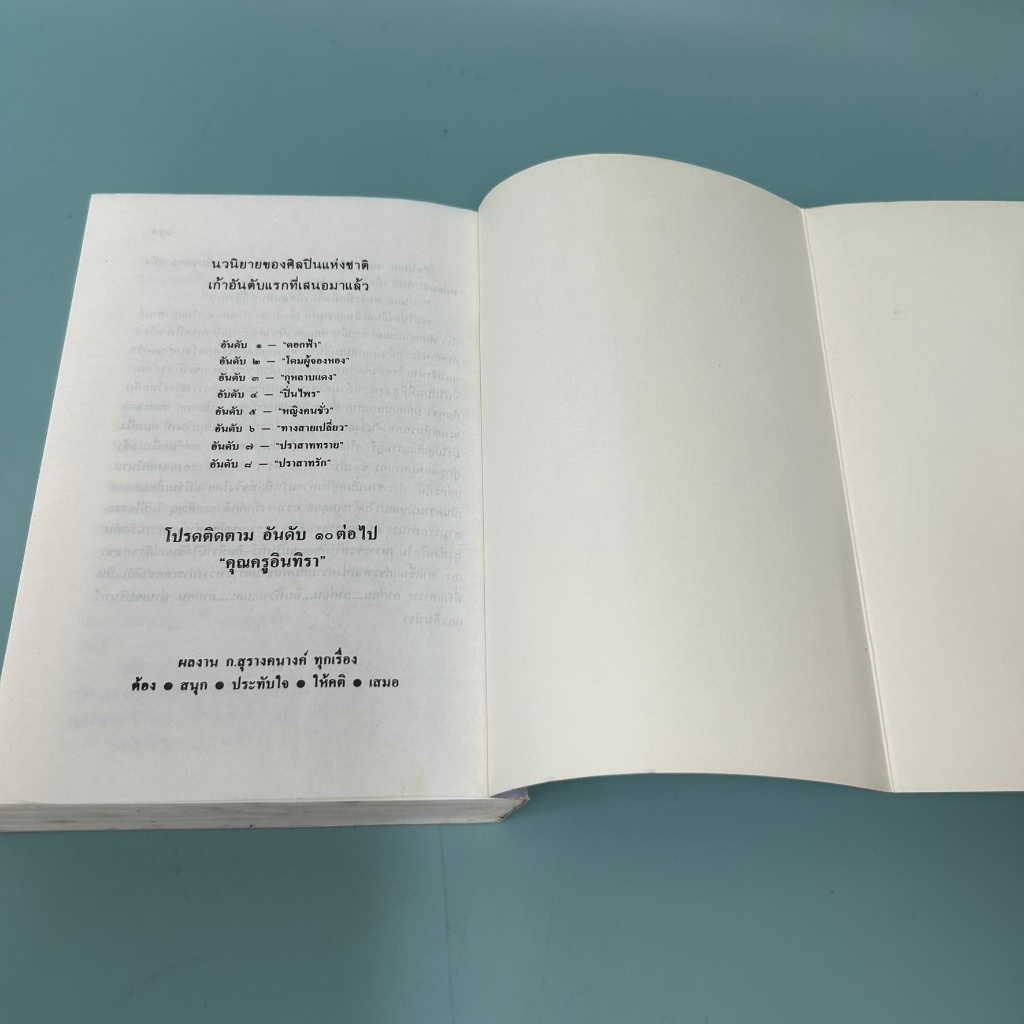 นวนิยายของศิลปินแห่งชาติ
เก้าอันดับแรกที่เสนอมาแล้ว
อันดับ ๑ — "ดอกฟ้า"
อันดับ ๒ — "โดมผู้จองหอง"
อันดับ ๓ — "กุหลาบแดง"
อับดับ ๔ — "ปิ่นไพร"
อันดับ ๕ — "หญิงคนชั่ว"
อันดับ ๖ — "ทางสายเปลี่ยว"
อันดับ ๗ — "ปราสาททราย"
อันดับ ๘ — "ปราสาทรัก"
โปรดติดตาม อันดับ ๑๐ ต่อไป
"คุณครูอินทิรา"
ผลงาน ก.สุรางคนางค์ ทุกเรื่อง
ต้อง ● สนุก ● ประทับใจ ● ให้คติ ● เสมอ